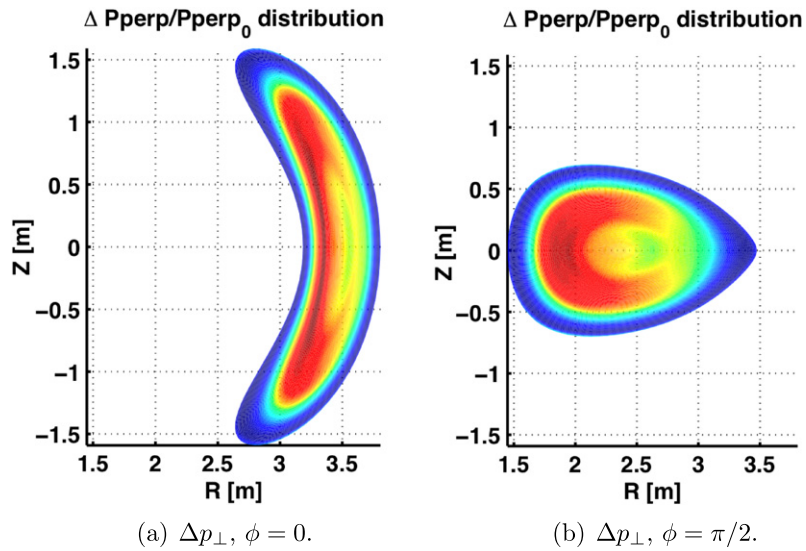 Δ Pperp/Pperp₀ distribution
1.5
1
0.5
0
−0.5
−1
−1.5
Z [m]
1.5 2 2.5 3 3.5
R [m]
(a) Δp⊥, ϕ = 0.
Δ Pperp/Pperp₀ distribution
1.5
1
0.5
0
−0.5
−1
−1.5
Z [m]
1.5 2 2.5 3 3.5
R [m]
(b) Δp⊥, ϕ = π/2.